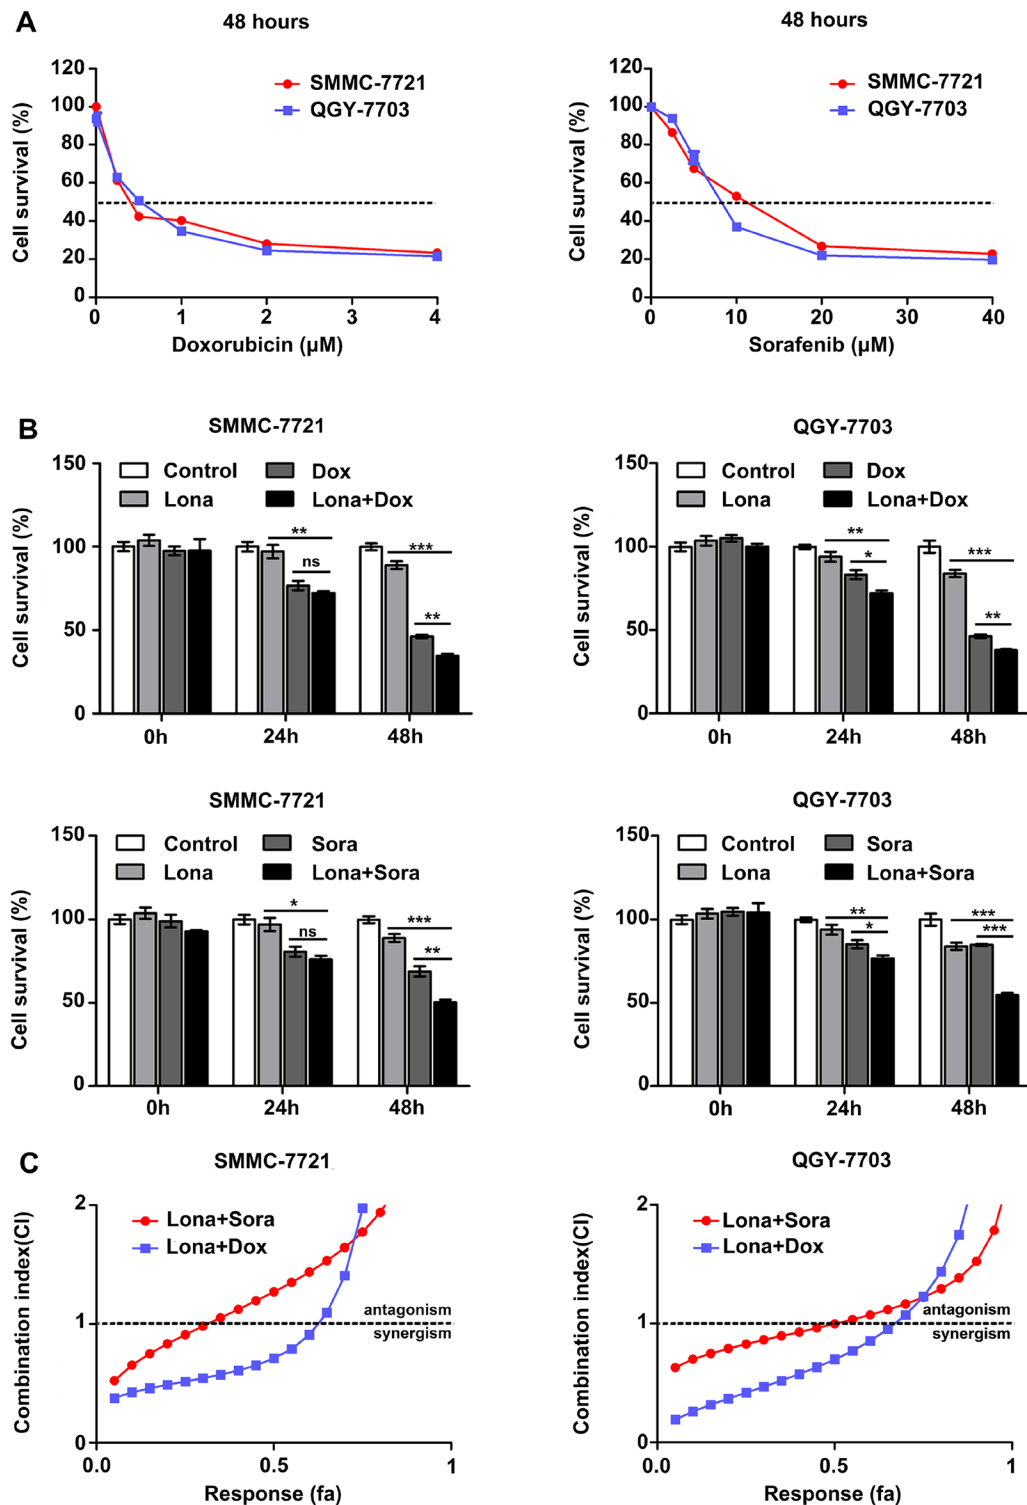 A
48 hours
120
100
80
60
40
20
0
Cell survival (%)
SMMC-7721
QGY-7703
0 1 2 3 4
Doxorubicin (µM)
48 hours
120
100
80
60
40
20
0
Cell survival (%)
SMMC-7721
QGY-7703
0 10 20 30 40
Sorafenib (µM)
B
SMMC-7721
150
100
50
0
Cell survival (%)
Control Dox
Lona Lona+Dox
** ns *** **
0h 24h 48h
QGY-7703
150
100
50
0
Cell survival (%)
Control Dox
Lona Lona+Dox
** * *** **
0h 24h 48h
SMMC-7721
150
100
50
0
Cell survival (%)
Control Sora
Lona Lona+Sora
* ns *** **
0h 24h 48h
QGY-7703
150
100
50
0
Cell survival (%)
Control Sora
Lona Lona+Sora
** * *** ***
0h 24h 48h
C
SMMC-7721
2
1
0
Combination index(CI)
Lona+Sora
Lona+Dox
antagonism
synergism
0.0 0.5 1
Response (fa)
QGY-7703
2
1
0
Combination index(CI)
Lona+Sora
Lona+Dox
antagonism
synergism
0.0 0.5 1
Response (fa)